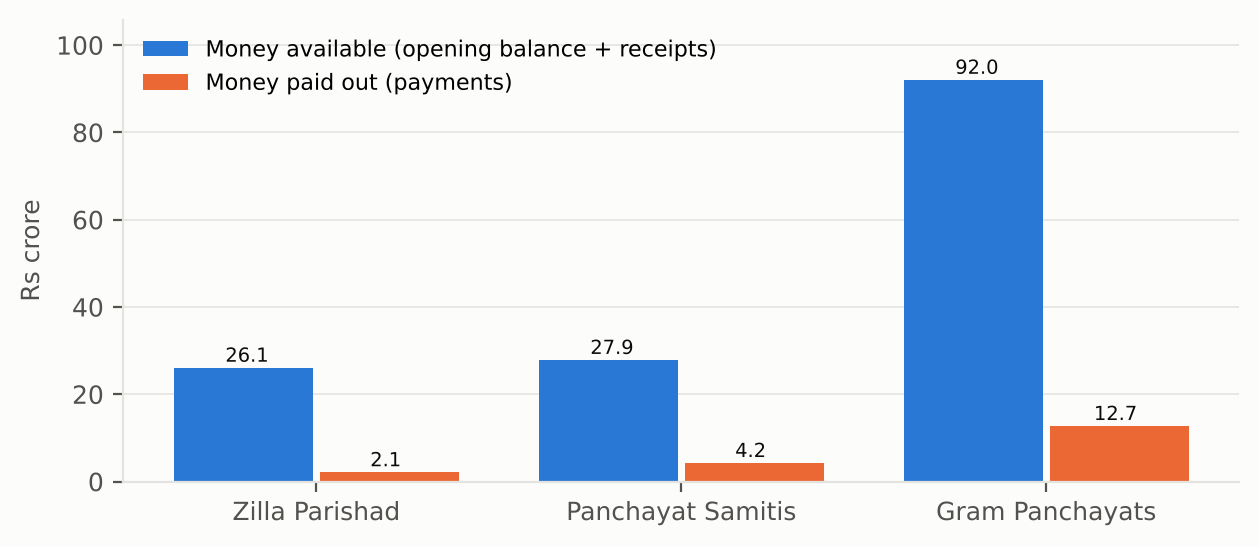 Money available (opening balance + receipts)
Money paid out (payments)
Rs crore
100
80
60
40
20
0
26.1
2.1
27.9
4.2
92.0
12.7
Zilla Parishad
Panchayat Samitis
Gram Panchayats